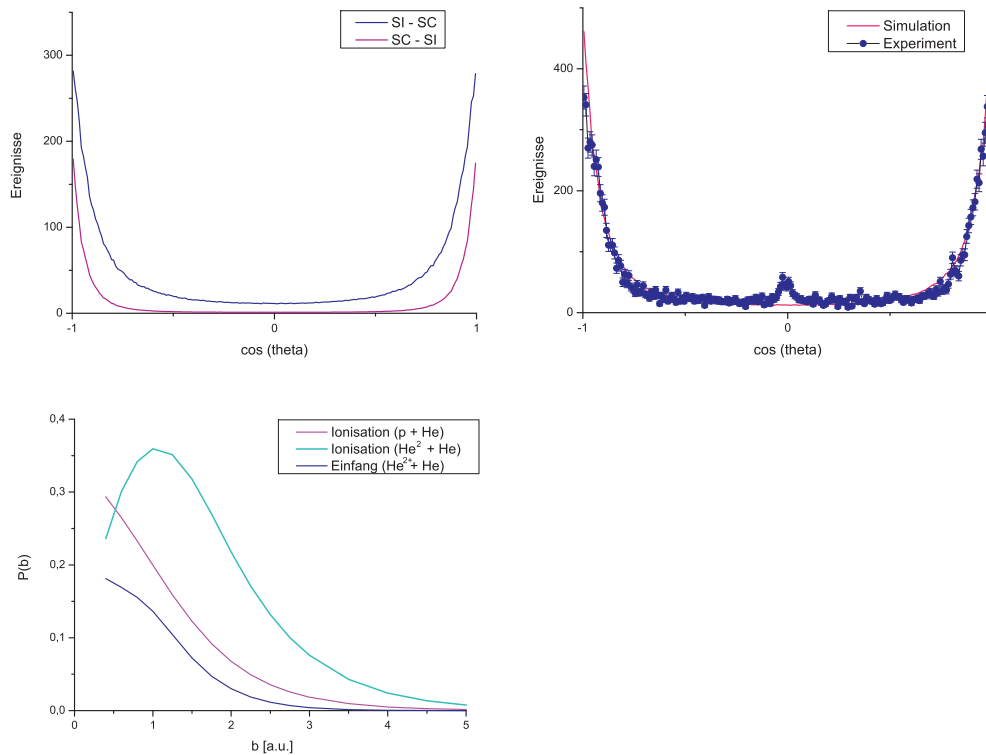 SI - SC
SC - SI
300
200
100
0
Ereignisse
-1
0
1
cos (theta)
Simulation
Experiment
400
200
0
Ereignisse
-1
0
cos (theta)
Ionisation (p + He)
Ionisation (He² + He)
Einfang (He²⁺+ He)
0,4
0,3
0,2
0,1
0,0
P(b)
0
1
2
3
4
5
b [a.u.]